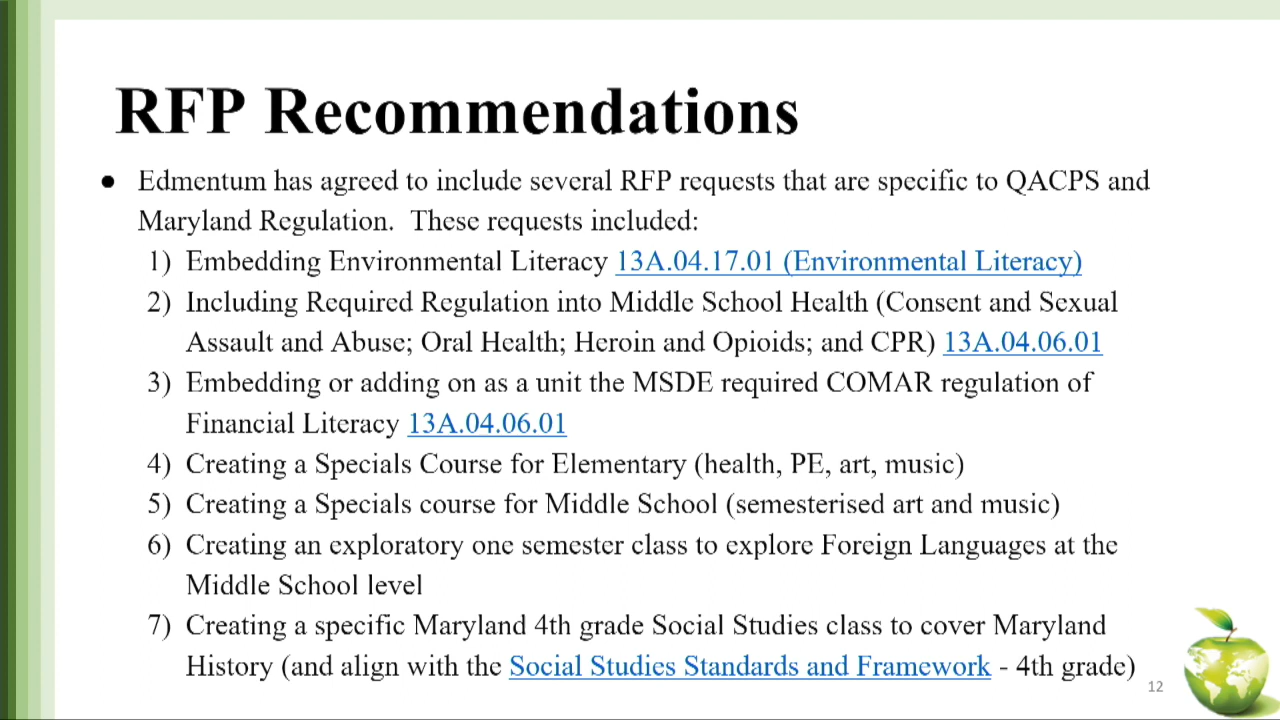 RFP Recommendations
● Edmentum has agreed to include several RFP requests that are specific to QACPS and
Maryland Regulation.  These requests included:
1) Embedding Environmental Literacy 13A.04.17.01 (Environmental Literacy)
2) Including Required Regulation into Middle School Health (Consent and Sexual
Assault and Abuse; Oral Health; Heroin and Opioids; and CPR) 13A.04.06.01
3) Embedding or adding on as a unit the MSDE required COMAR regulation of
Financial Literacy 13A.04.06.01
4) Creating a Specials Course for Elementary (health, PE, art, music)
5) Creating a Specials course for Middle School (semesterised art and music)
6) Creating an exploratory one semester class to explore Foreign Languages at the
Middle School level
7) Creating a specific Maryland 4th grade Social Studies class to cover Maryland
History (and align with the Social Studies Standards and Framework - 4th grade)
12